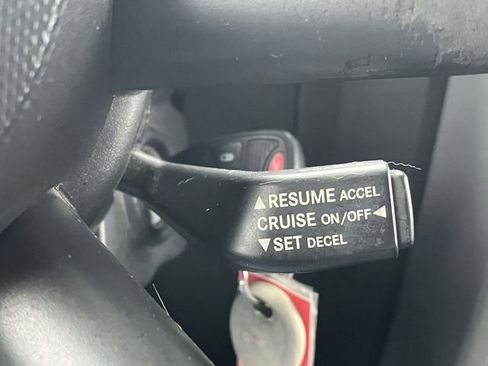 ▲RESUME ACCEL
CRUISE ON/OFF◀
▼SET DECEL